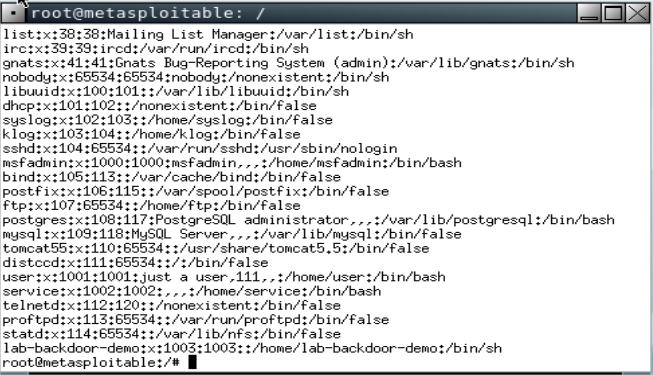 root@metasploitable: /
list:x:38:38:Mailing List Manager:/var/list:/bin/sh
irc:x:39:39:ircd:/var/run/ircd:/bin/sh
gnats:x:41:41:Gnats Bug-Reporting System (admin):/var/lib/gnats:/bin/sh
nobody:x:65534:65534:nobody:/nonexistent:/bin/sh
libuuid:x:100:101::/var/lib/libuuid:/bin/sh
dhcp:x:101:102::/nonexistent:/bin/false
syslog:x:102:103::/home/syslog:/bin/false
klog:x:103:104::/home/klog:/bin/false
sshd:x:104:65534::/var/run/sshd:/usr/sbin/nologin
msfadmin:x:1000:1000:msfadmin,,,:/home/msfadmin:/bin/bash
bind:x:105:113::/var/cache/bind:/bin/false
postfix:x:106:115::/var/spool/postfix:/bin/false
ftp:x:107:65534::/home/ftp:/bin/false
postgres:x:108:117:PostgreSQL administrator,,,:/var/lib/postgresql:/bin/bash
mysql:x:109:118:MySQL Server,,,:/var/lib/mysql:/bin/false
tomcat55:x:110:65534::/usr/share/tomcat5.5:/bin/false
distccd:x:111:65534::/:/bin/false
user:x:1001:1001:just a user,111,,:/home/user:/bin/bash
service:x:1002:1002:,,,:/home/service:/bin/bash
telnetd:x:112:120::/nonexistent:/bin/false
proftpd:x:113:65534::/var/run/proftpd:/bin/false
statd:x:114:65534::/var/lib/nfs:/bin/false
lab-backdoor-demo:x:1003:1003::/home/lab-backdoor-demo:/bin/sh
root@metasploitable:/#